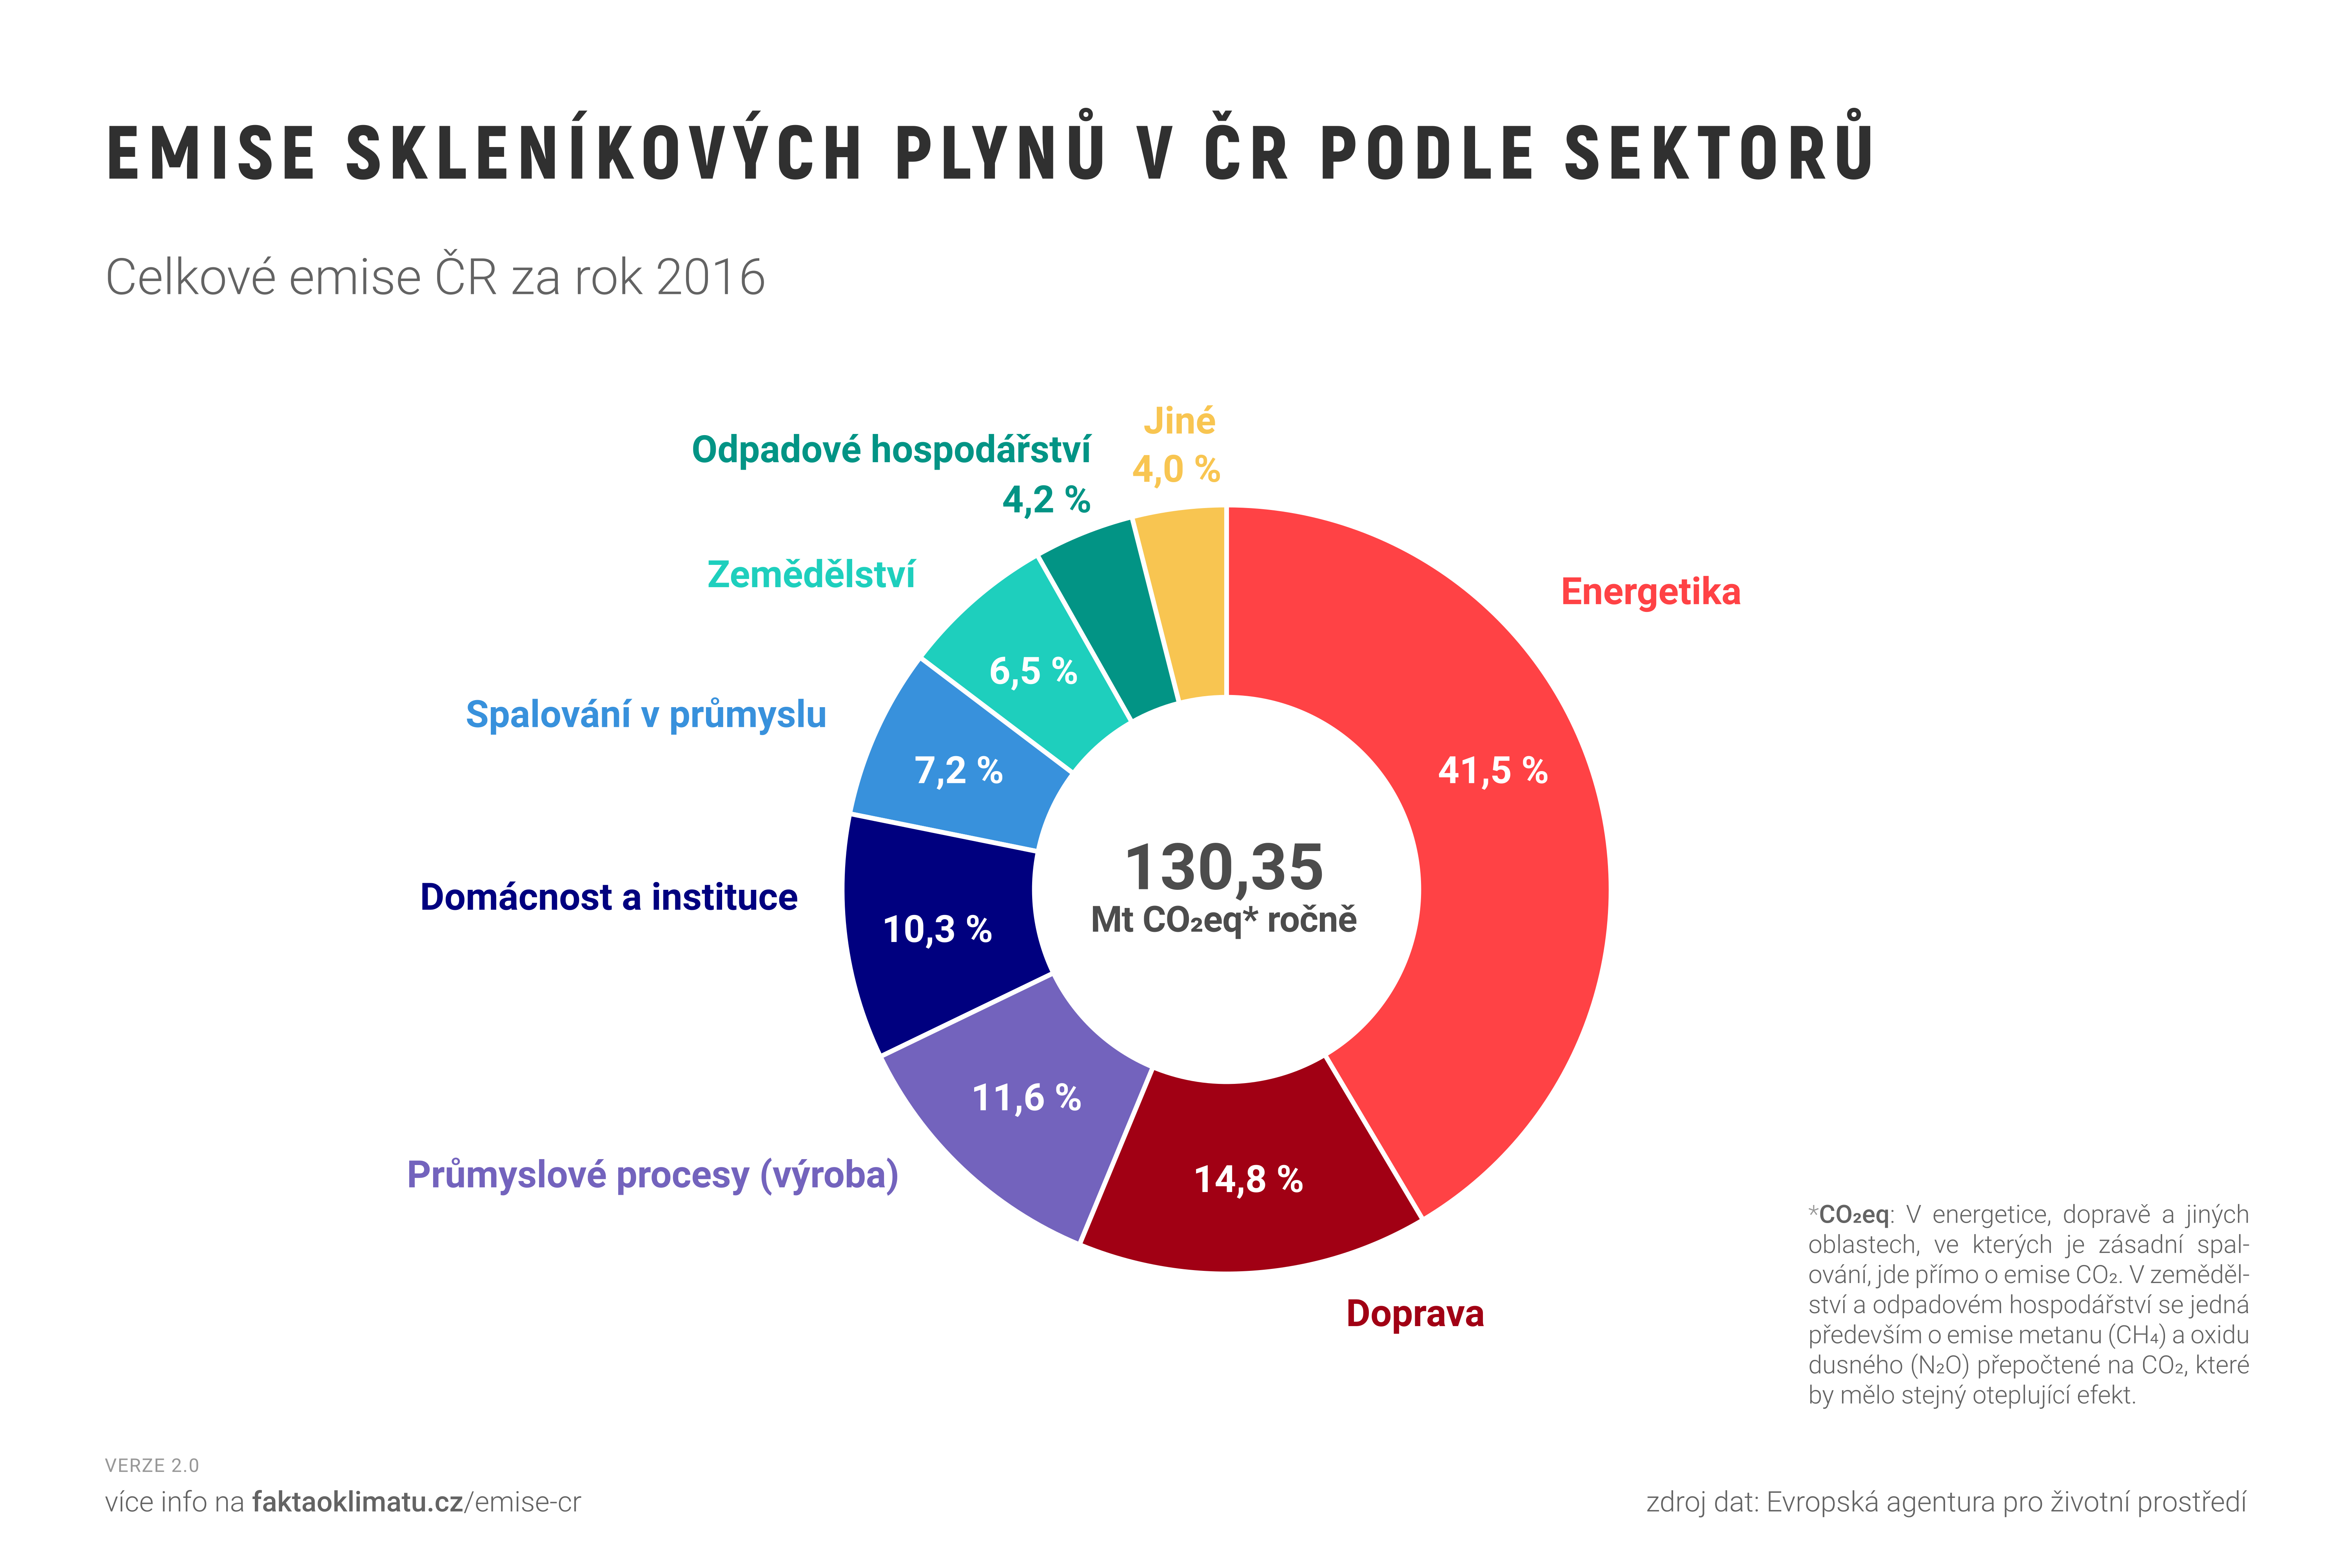 EMISE SKLENÍKOVÝCH PLYNŮ V ČR PODLE SEKTORŮ
Celkové emise ČR za rok 2016
Jiné
4,0 %
Odpadové hospodářství
4,2 %
Zemědělství
6,5 %
Energetika
41,5 %
Spalování v průmyslu
7,2 %
130,35
Mt CO₂eq* ročně
Domácnost a instituce
10,3 %
Průmyslové procesy (výroba)
11,6 %
14,8 %
Doprava
*CO₂eq: V energetice, dopravě a jiných
oblastech, ve kterých je zásadní spal-
ování, jde přímo o emise CO₂. V zeměděl-
ství a odpadovém hospodářství se jedná
především o emise metanu (CH₄) a oxidu
dusného (N₂O) přepočtené na CO₂, které
by mělo stejný oteplující efekt.
VERZE 2.0
více info na faktaoklimatu.cz/emise-cr
zdroj dat: Evropská agentura pro životní prostředí